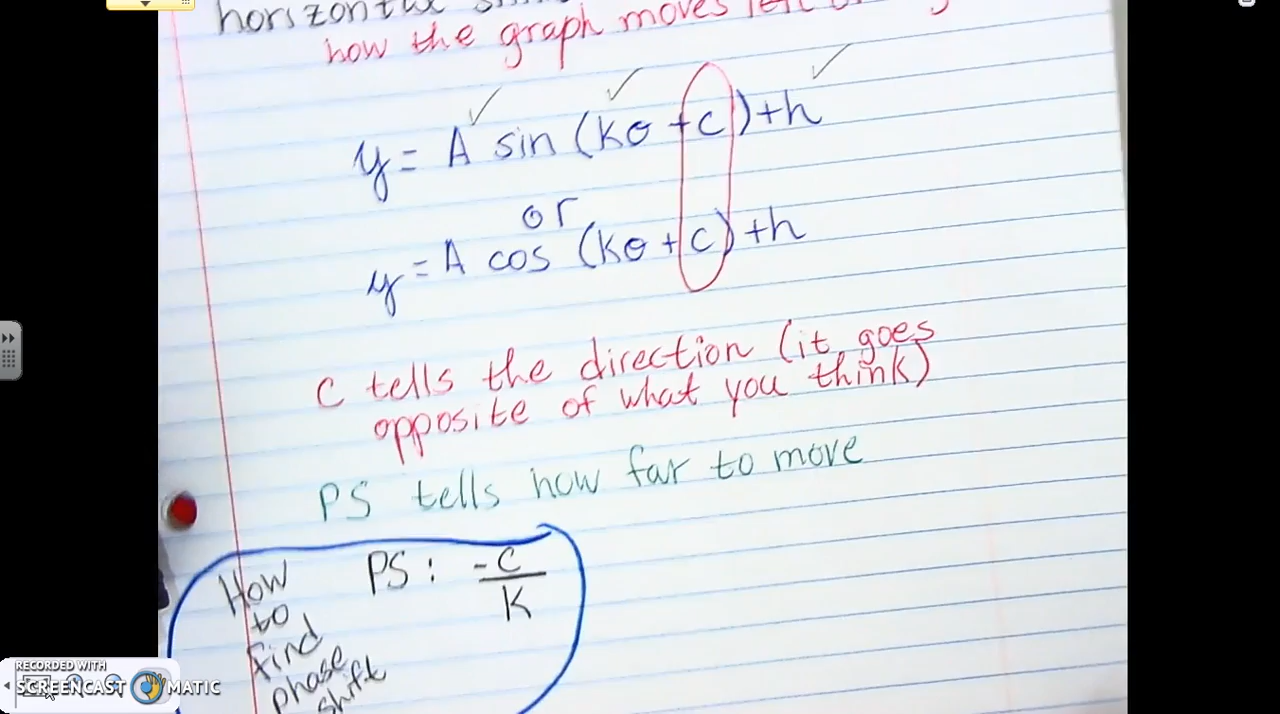 horizontal
how the graph moves left
y = A sin (kθ + c) + h
or
y = A cos (kθ + c) + h
C tells the direction (it goes
opposite of what you think)
PS tells how far to move
How PS: -c/k
to
find
phase
shift
RECORDED WITH
SCREENCAST MATIC